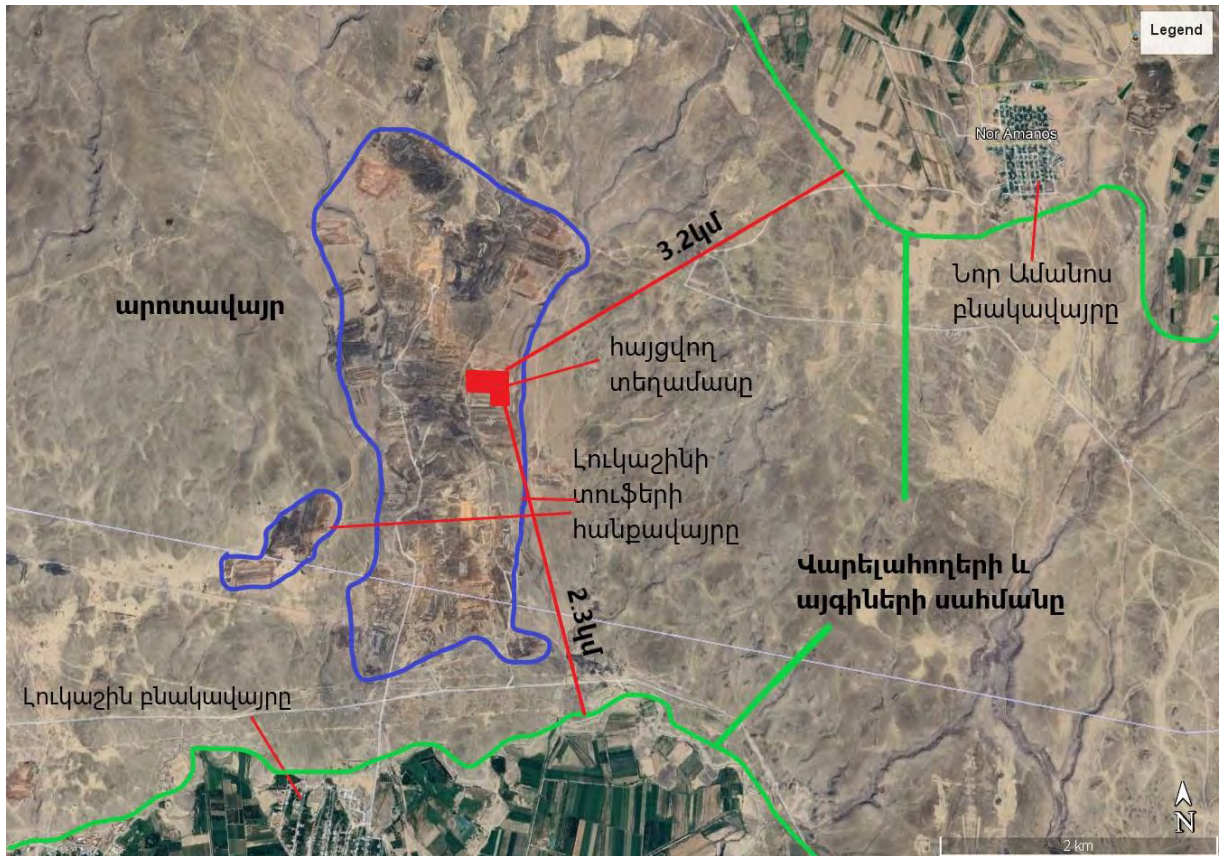 Legend
Nor Amanos
3.2կմ
Նոր Ամանոս
բնակավայրը
արոտավայր
հայցվող
տեղամասը
Լուկաշինի
տուֆերի
հանքավայրը
Վարելահողերի և
այգիների սահմանը
2.3կմ
Լուկաշին բնակավայրը
N
2 km